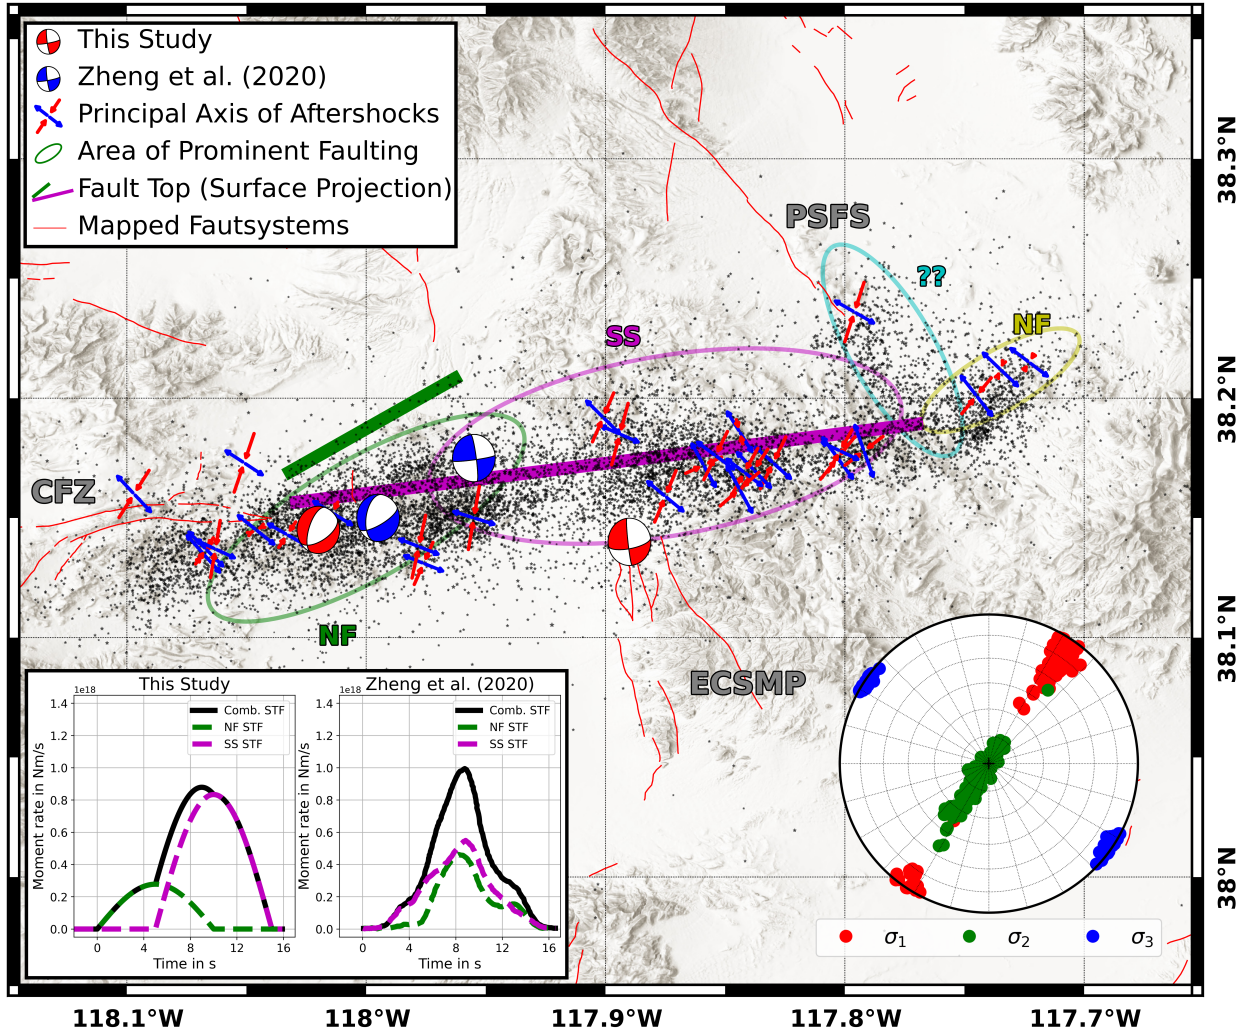 This Study
Zheng et al. (2020)
Principal Axis of Aftershocks
Area of Prominent Faulting
Fault Top (Surface Projection)
Mapped Fautsystems
PSFS
??
NF
SS
CFZ
NF
ECSMP
38.3°N
38.2°N
38.1°N
38°N
118.1°W
118°W
117.9°W
117.8°W
117.7°W
This Study
1e18
Moment rate in Nm/s
1.4
1.2
1.0
0.8
0.6
0.4
0.2
0.0
Comb. STF
NF STF
SS STF
0 4 8 12 16
Time in s
Zheng et al. (2020)
1e18
Moment rate in Nm/s
1.4
1.2
1.0
0.8
0.6
0.4
0.2
0.0
Comb. STF
NF STF
SS STF
0 4 8 12 16
Time in s
σ1 σ2 σ3